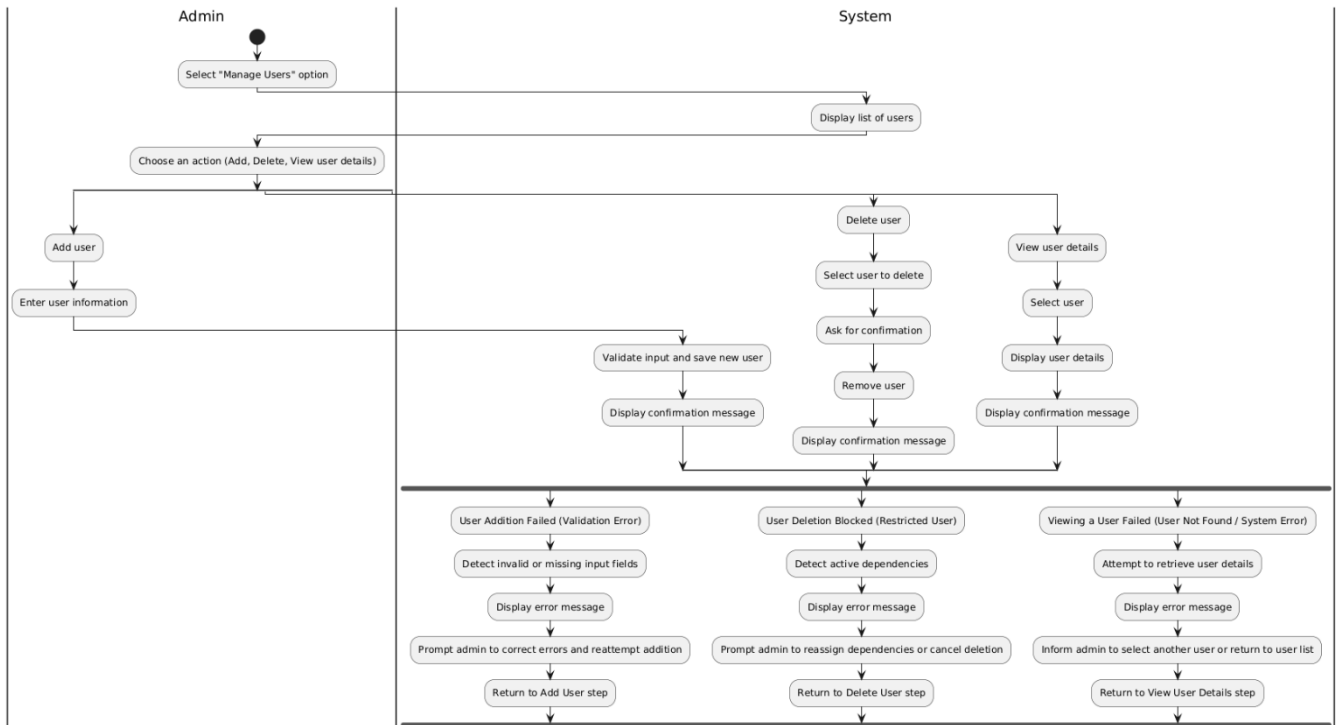 Admin
System
Select "Manage Users" option
Display list of users
Choose an action (Add, Delete, View user details)
Add user
Enter user information
Validate input and save new user
Display confirmation message
Delete user
Select user to delete
Ask for confirmation
Remove user
Display confirmation message
View user details
Select user
Display user details
Display confirmation message
User Addition Failed (Validation Error)
Detect invalid or missing input fields
Display error message
Prompt admin to correct errors and reattempt addition
Return to Add User step
User Deletion Blocked (Restricted User)
Detect active dependencies
Display error message
Prompt admin to reassign dependencies or cancel deletion
Return to Delete User step
Viewing a User Failed (User Not Found / System Error)
Attempt to retrieve user details
Display error message
Inform admin to select another user or return to user list
Return to View User Details step